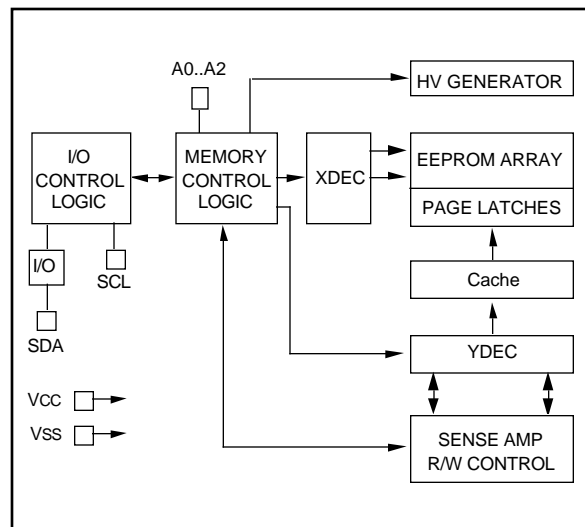 A0..A2
HV GENERATOR
I/O
CONTROL
LOGIC
MEMORY
CONTROL
LOGIC
XDEC
EEPROM ARRAY
PAGE LATCHES
I/O
SCL
SDA
Cache
YDEC
VCC
VSS
SENSE AMP
R/W CONTROL